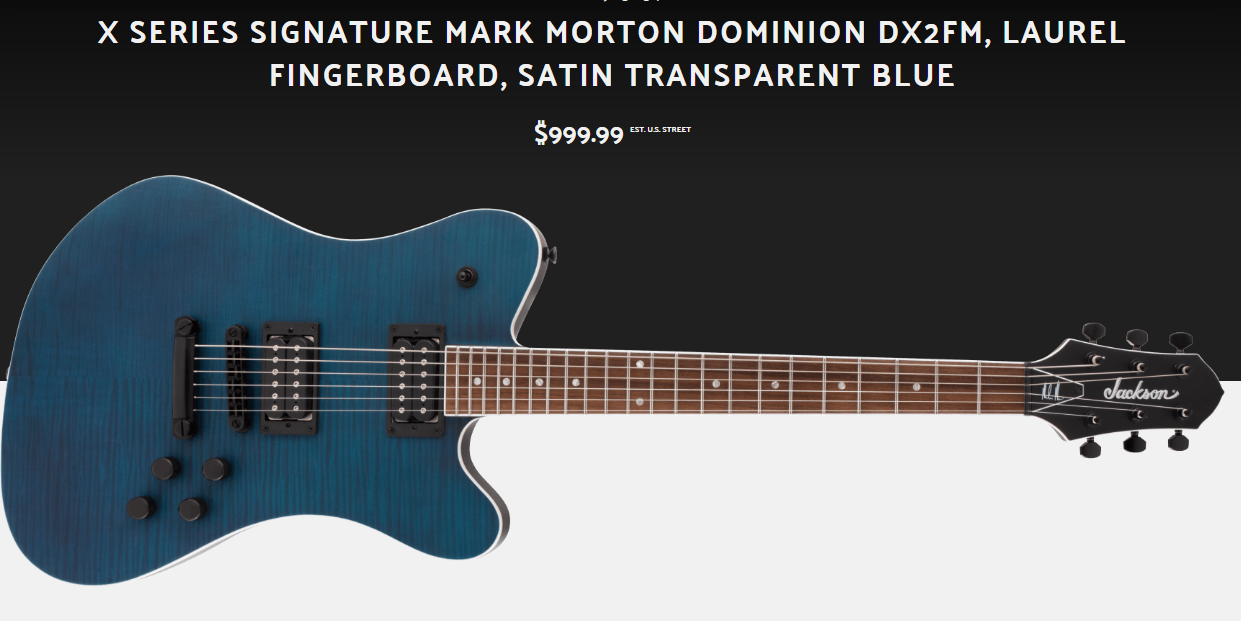 X SERIES SIGNATURE MARK MORTON DOMINION DX2FM, LAUREL
FINGERBOARD, SATIN TRANSPARENT BLUE
$999.99 EST. U.S. STREET
Jackson